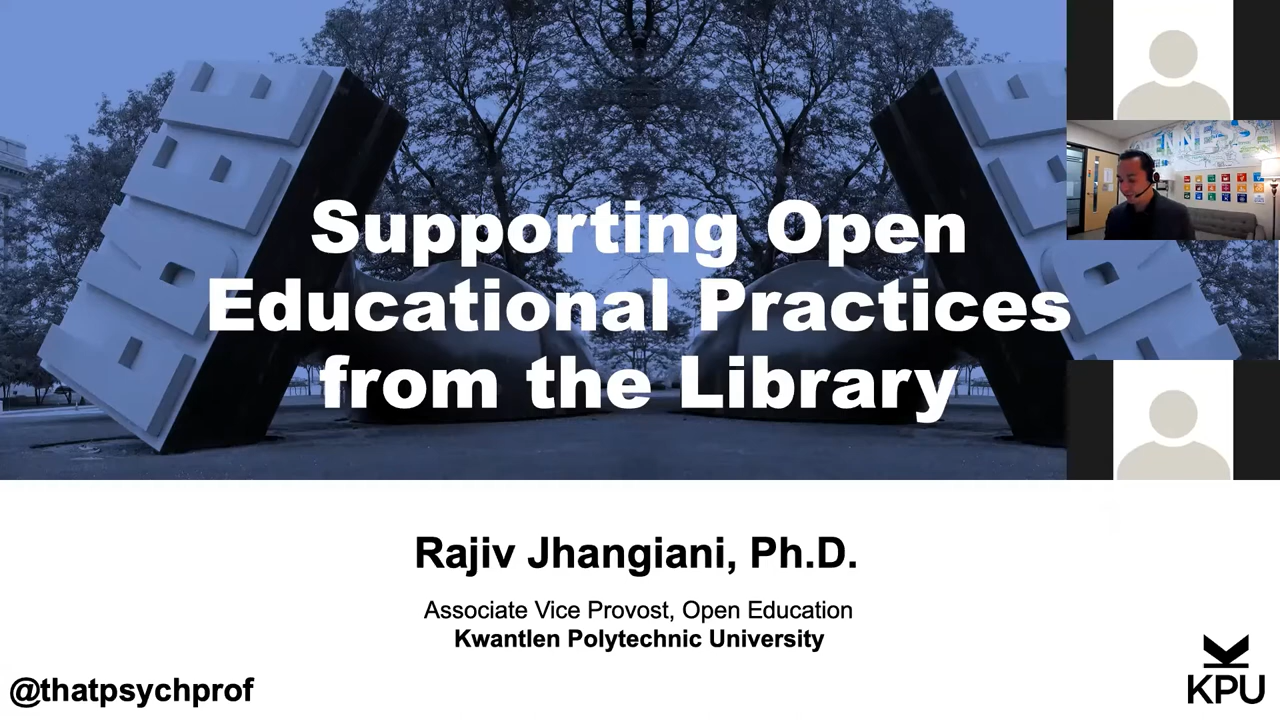 Supporting Open
Educational Practices
from the Library
Rajiv Jhangiani, Ph.D.
Associate Vice Provost, Open Education
Kwantlen Polytechnic University
@thatpsychprof
KPU